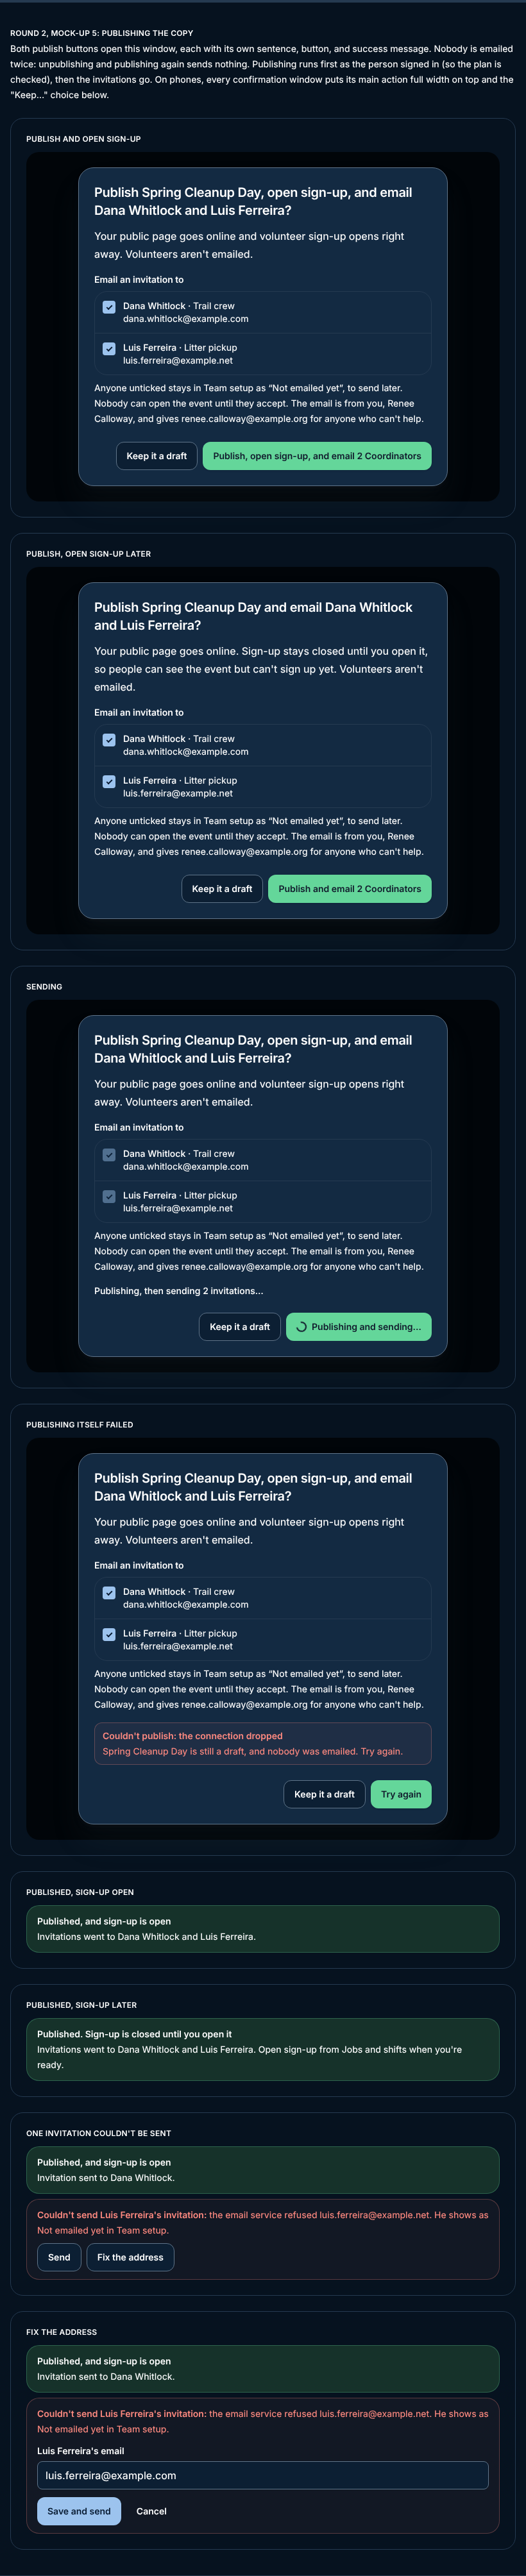 ROUND 2, MOCK-UP 5: PUBLISHING THE COPY
Both publish buttons open this window, each with its own sentence, button, and success message. Nobody is emailed
twice: unpublishing and publishing again sends nothing. Publishing runs first as the person signed in (so the plan is
checked), then the invitations go. On phones, every confirmation window puts its main action full width on top and the
"Keep…" choice below.
PUBLISH AND OPEN SIGN-UP
Publish Spring Cleanup Day, open sign-up, and email
Dana Whitlock and Luis Ferreira?
Your public page goes online and volunteer sign-up opens right
away. Volunteers aren't emailed.
Email an invitation to
Dana Whitlock · Trail crew
dana.whitlock@example.com
Luis Ferreira · Litter pickup
luis.ferreira@example.net
Anyone unticked stays in Team setup as “Not emailed yet”, to send later.
Nobody can open the event until they accept. The email is from you, Renee
Calloway, and gives renee.calloway@example.org for anyone who can't help.
Keep it a draft
Publish, open sign-up, and email 2 Coordinators
PUBLISH, OPEN SIGN-UP LATER
Publish Spring Cleanup Day and email Dana Whitlock
and Luis Ferreira?
Your public page goes online. Sign-up stays closed until you open it,
so people can see the event but can't sign up yet. Volunteers aren't
emailed.
Email an invitation to
Dana Whitlock · Trail crew
dana.whitlock@example.com
Luis Ferreira · Litter pickup
luis.ferreira@example.net
Anyone unticked stays in Team setup as “Not emailed yet”, to send later.
Nobody can open the event until they accept. The email is from you, Renee
Calloway, and gives renee.calloway@example.org for anyone who can't help.
Keep it a draft
Publish and email 2 Coordinators
SENDING
Publish Spring Cleanup Day, open sign-up, and email
Dana Whitlock and Luis Ferreira?
Your public page goes online and volunteer sign-up opens right
away. Volunteers aren't emailed.
Email an invitation to
Dana Whitlock · Trail crew
dana.whitlock@example.com
Luis Ferreira · Litter pickup
luis.ferreira@example.net
Anyone unticked stays in Team setup as “Not emailed yet”, to send later.
Nobody can open the event until they accept. The email is from you, Renee
Calloway, and gives renee.calloway@example.org for anyone who can't help.
Publishing, then sending 2 invitations…
Keep it a draft
Publishing and sending…
PUBLISHING ITSELF FAILED
Publish Spring Cleanup Day, open sign-up, and email
Dana Whitlock and Luis Ferreira?
Your public page goes online and volunteer sign-up opens right
away. Volunteers aren't emailed.
Email an invitation to
Dana Whitlock · Trail crew
dana.whitlock@example.com
Luis Ferreira · Litter pickup
luis.ferreira@example.net
Anyone unticked stays in Team setup as “Not emailed yet”, to send later.
Nobody can open the event until they accept. The email is from you, Renee
Calloway, and gives renee.calloway@example.org for anyone who can't help.
Couldn't publish: the connection dropped
Spring Cleanup Day is still a draft, and nobody was emailed. Try again.
Keep it a draft
Try again
PUBLISHED, SIGN-UP OPEN
Published, and sign-up is open
Invitations went to Dana Whitlock and Luis Ferreira.
PUBLISHED, SIGN-UP LATER
Published. Sign-up is closed until you open it
Invitations went to Dana Whitlock and Luis Ferreira. Open sign-up from Jobs and shifts when you're
ready.
ONE INVITATION COULDN'T BE SENT
Published, and sign-up is open
Invitation sent to Dana Whitlock.
Couldn't send Luis Ferreira's invitation: the email service refused luis.ferreira@example.net. He shows as
Not emailed yet in Team setup.
Send
Fix the address
FIX THE ADDRESS
Published, and sign-up is open
Invitation sent to Dana Whitlock.
Couldn't send Luis Ferreira's invitation: the email service refused luis.ferreira@example.net. He shows as
Not emailed yet in Team setup.
Luis Ferreira's email
luis.ferreira@example.com
Save and send
Cancel